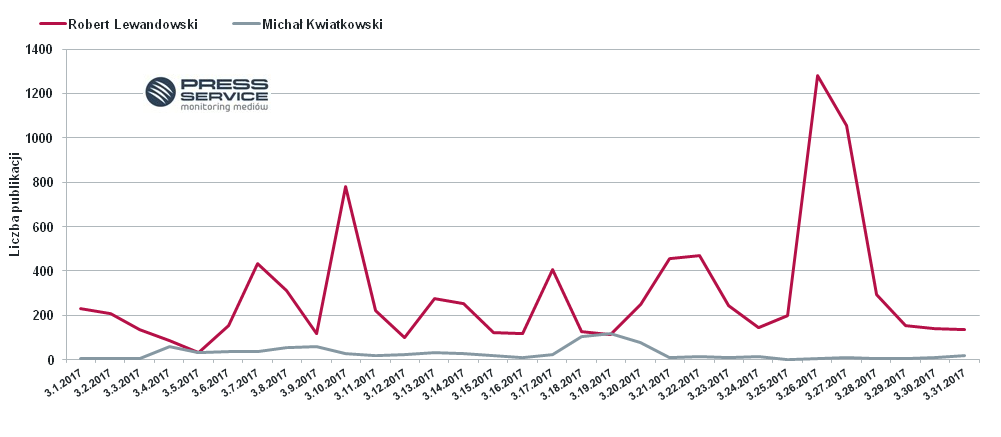 Robert Lewandowski Michał Kwiatkowski
1400
1200
1000
800
600
400
200
0
Liczba publikacji
PRESS
SERVICE
monitoring mediów
3.1.2017 3.2.2017 3.3.2017 3.4.2017 3.5.2017 3.6.2017 3.7.2017 3.8.2017 3.9.2017 3.10.2017 3.11.2017 3.12.2017 3.13.2017 3.14.2017 3.15.2017 3.16.2017 3.17.2017 3.18.2017 3.19.2017 3.20.2017 3.21.2017 3.22.2017 3.23.2017 3.24.2017 3.25.2017 3.26.2017 3.27.2017 3.28.2017 3.29.2017 3.30.2017 3.31.2017